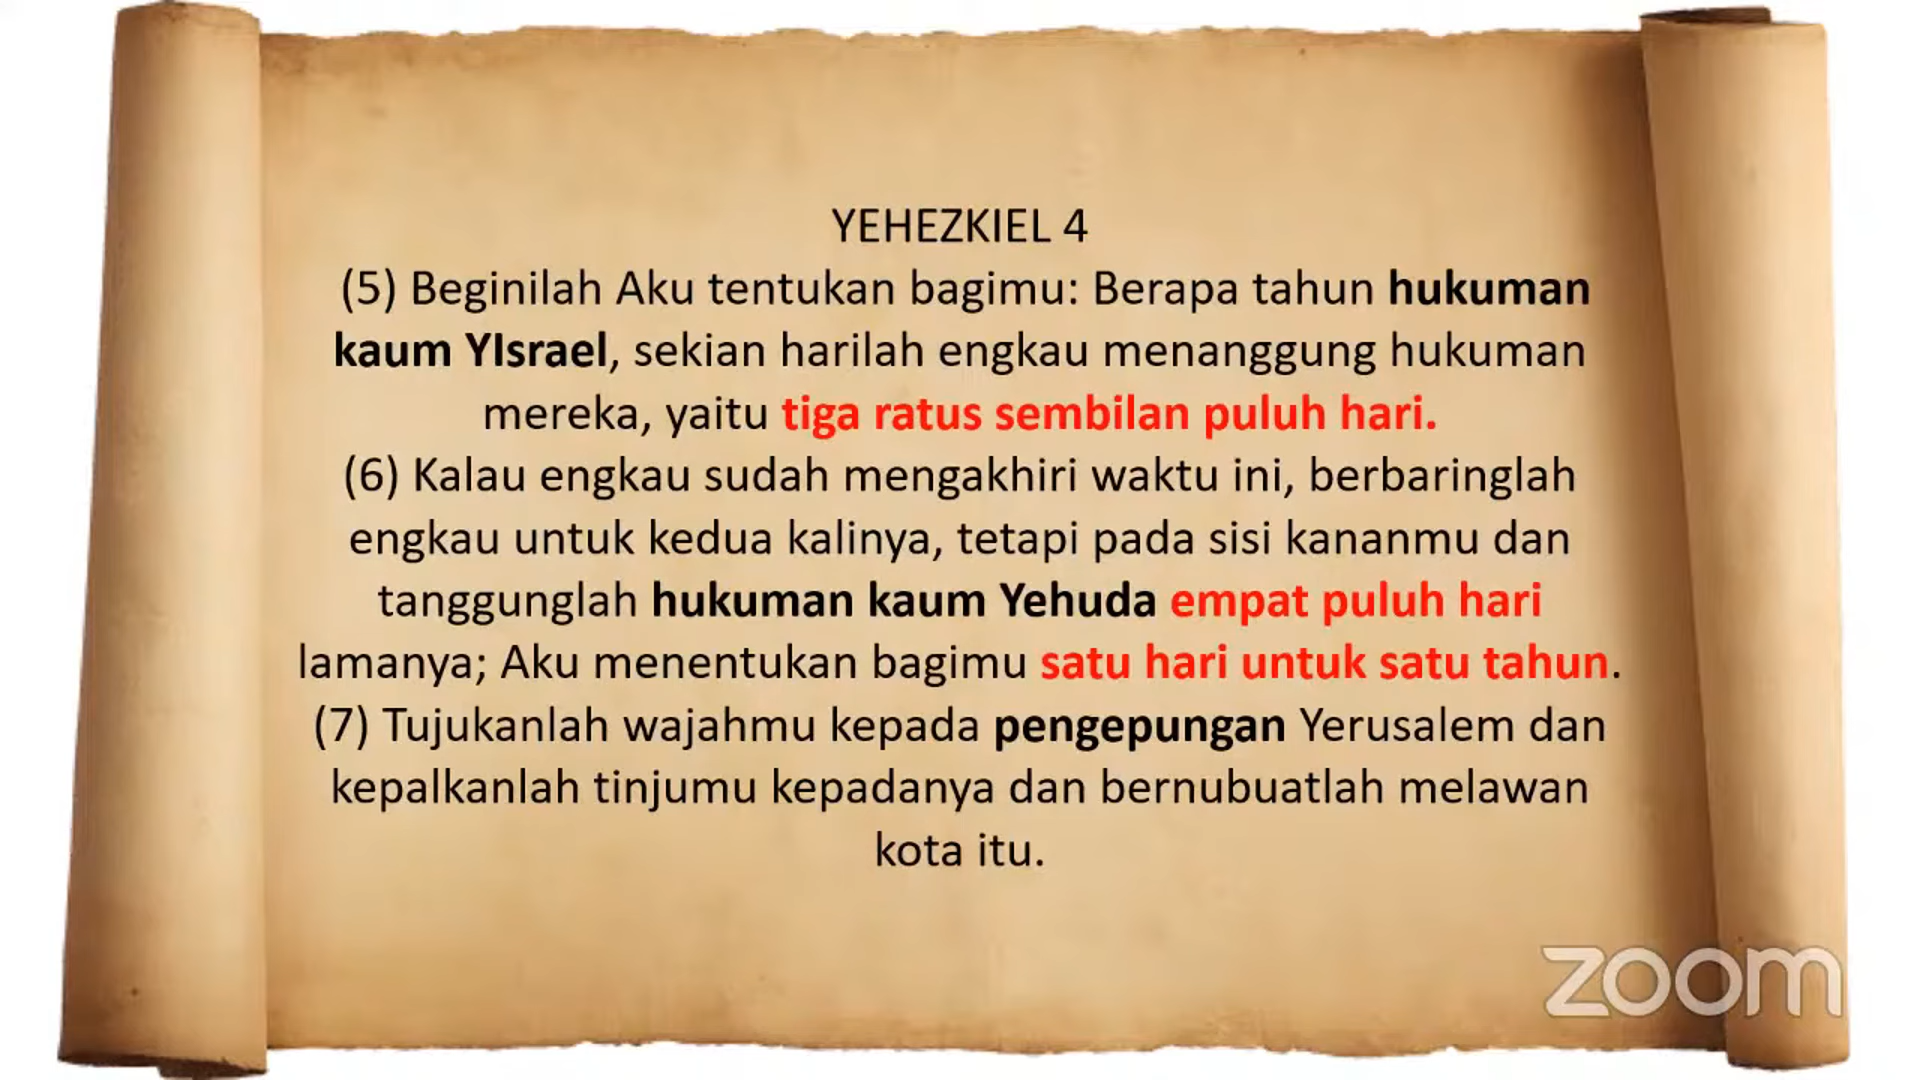 YEHEZKIEL 4
(5) Beginilah Aku tentukan bagimu: Berapa tahun hukuman
kaum YIsrael, sekian harilah engkau menanggung hukuman
mereka, yaitu tiga ratus sembilan puluh hari.
(6) Kalau engkau sudah mengakhiri waktu ini, berbaringlah
engkau untuk kedua kalinya, tetapi pada sisi kananmu dan
tanggunglah hukuman kaum Yehuda empat puluh hari
lamanya; Aku menentukan bagimu satu hari untuk satu tahun.
(7) Tujukanlah wajahmu kepada pengepungan Yerusalem dan
kepalkanlah tinjumu kepadanya dan bernubuatlah melawan
kota itu.
zoom